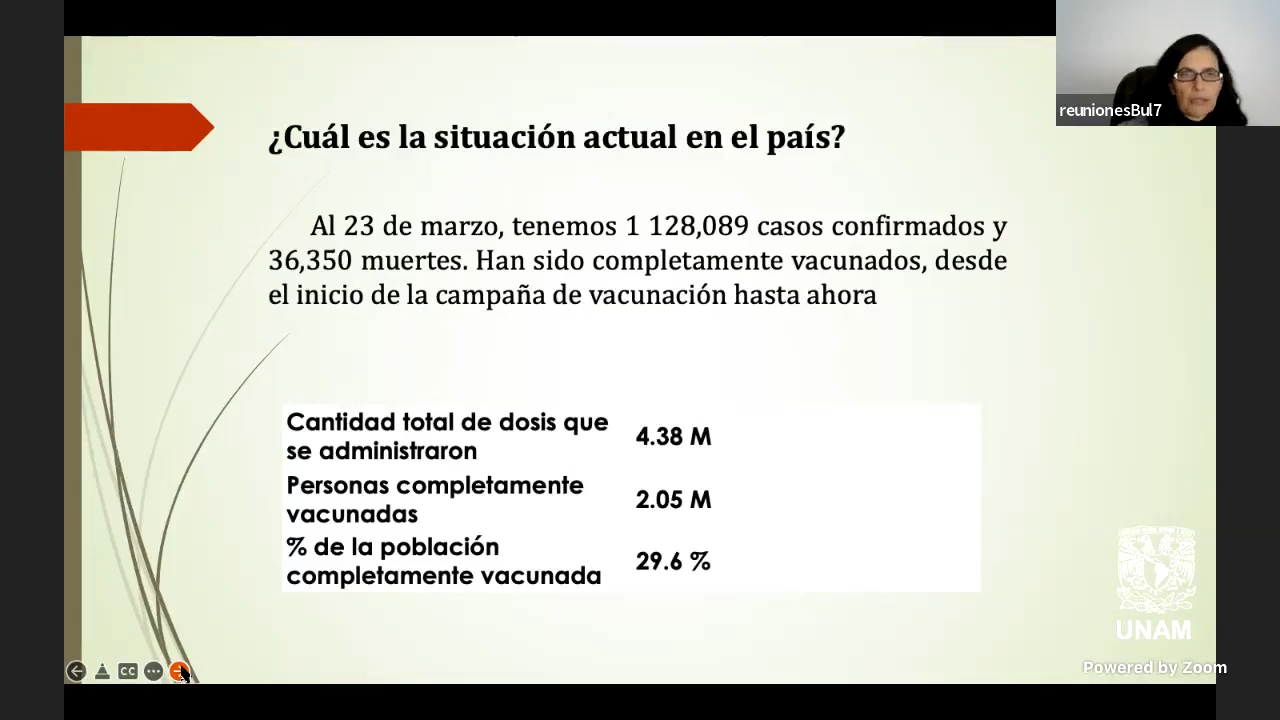 reunionesBul7
¿Cuál es la situación actual en el país?
Al 23 de marzo, tenemos 1 128,089 casos confirmados y
36,350 muertes. Han sido completamente vacunados, desde
el inicio de la campaña de vacunación hasta ahora
Cantidad total de dosis que
se administraron
4.38 M
Personas completamente
vacunadas
2.05 M
% de la población
completamente vacunada
29.6 %
UNAM
Powered by Zoom
CC